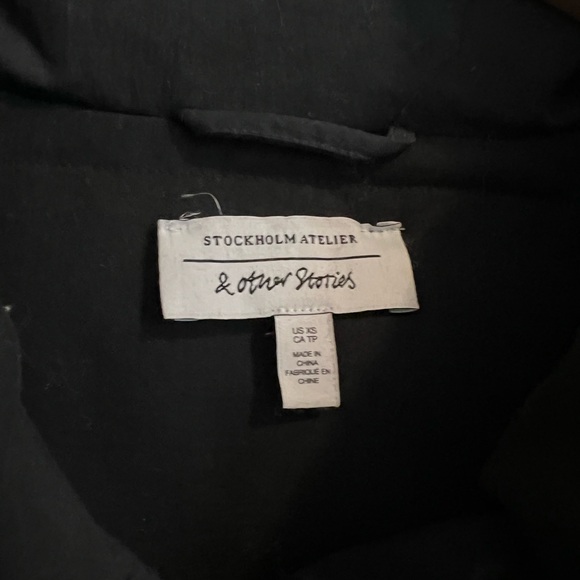 STOCKHOLM ATELIER
& other Stories
US XS
CA TP
MADE IN
CHINA
FABRIQUÉ EN
CHINE